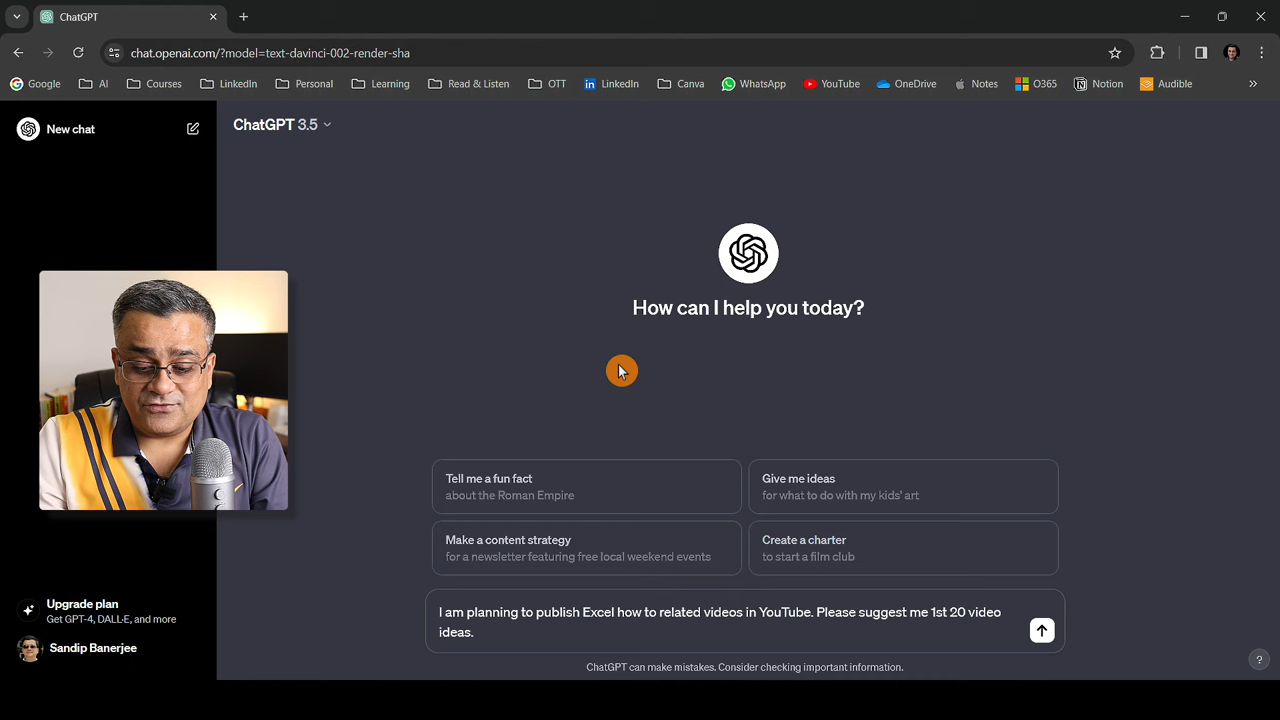 ChatGPT
chat.openai.com/?model=text-davinci-002-render-sha
Google
AI
Courses
LinkedIn
Personal
Learning
Read & Listen
OTT
LinkedIn
Canva
WhatsApp
YouTube
OneDrive
Notes
O365
Notion
Audible
New chat
ChatGPT 3.5
How can I help you today?
Tell me a fun fact
about the Roman Empire
Give me ideas
for what to do with my kids' art
Make a content strategy
for a newsletter featuring free local weekend events
Create a charter
to start a film club
I am planning to publish Excel how to related videos in YouTube. Please suggest me 1st 20 video
ideas.
Upgrade plan
Get GPT-4, DALL·E, and more
Sandip Banerjee
ChatGPT can make mistakes. Consider checking important information.
?